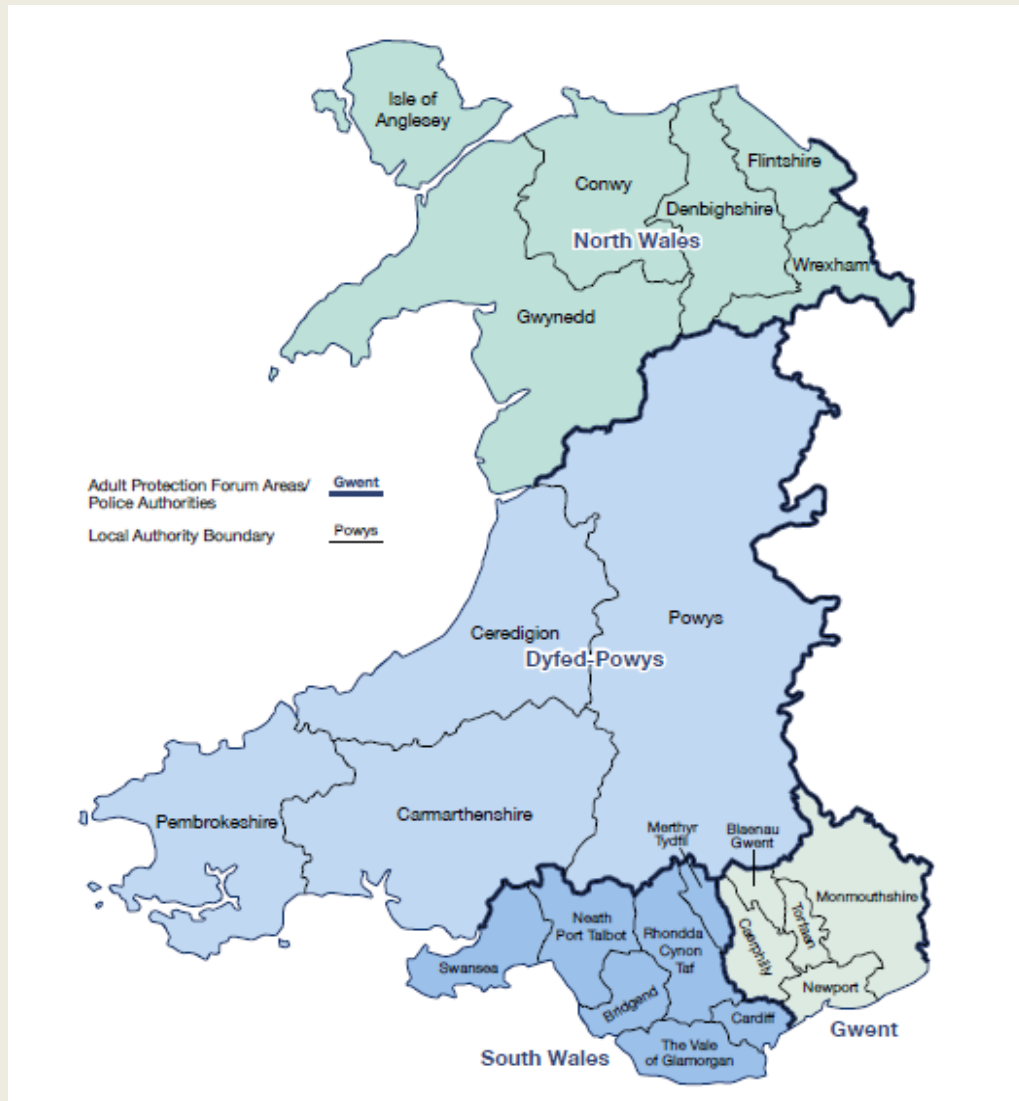 Isle of
Anglesey
Flintshire
Conwy
Denbighshire
North Wales
Wrexham
Gwynedd
Adult Protection Forum Areas/
Police Authorities
Gwent
Local Authority Boundary
Powys
Powys
Ceredigion
Dyfed-Powys
Pembrokeshire
Carmarthenshire
Merthyr
Tydfil
Blaenau
Gwent
Monmouthshire
Neath
Port Talbot
Rhondda
Cynon
Taf
Caerphilly
Torfaen
Swansea
Bridgend
Newport
Cardiff
Gwent
The Vale
of Glamorgan
South Wales